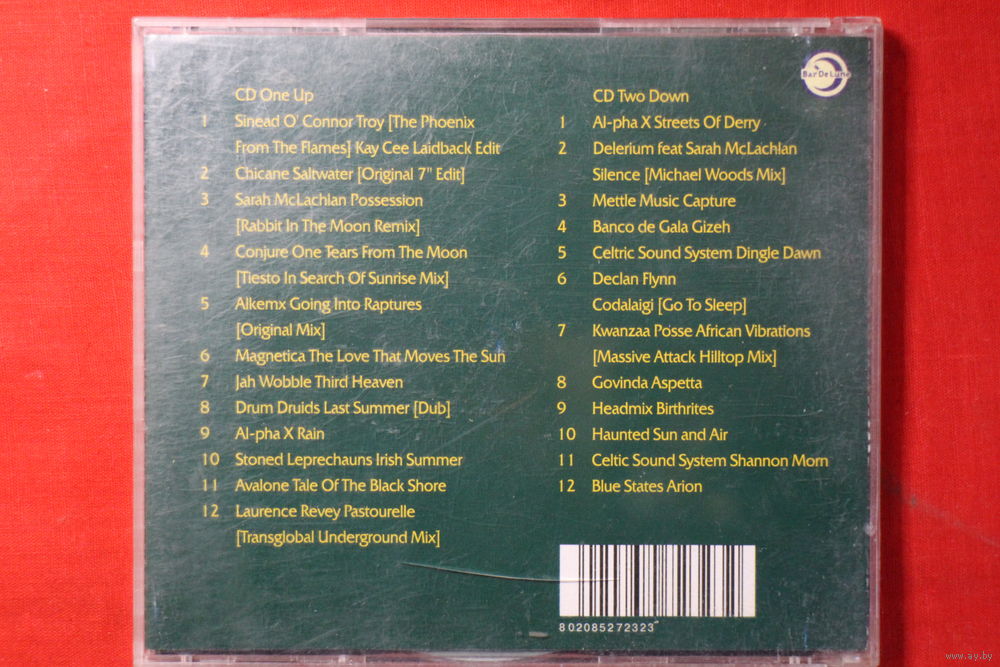 Bar De Lune
CD One Up
1 Sinead O' Connor Troy [The Phoenix
From The Flames] Kay Cee Laidback Edit
2 Chicane Saltwater [Original 7" Edit]
3 Sarah McLachlan Possession
[Rabbit In The Moon Remix]
4 Conjure One Tears From The Moon
[Tiesto In Search Of Sunrise Mix]
5 Alkemx Going Into Raptures
[Original Mix]
6 Magnetica The Love That Moves The Sun
7 Jah Wobble Third Heaven
8 Drum Druids Last Summer [Dub]
9 Al-pha X Rain
10 Stoned Leprechauns Irish Summer
11 Avalone Tale Of The Black Shore
12 Laurence Revey Pastourelle
[Transglobal Underground Mix]
CD Two Down
1 Al-pha X Streets Of Derry
2 Delerium feat Sarah McLachlan
Silence [Michael Woods Mix]
3 Mettle Music Capture
4 Banco de Gala Gizeh
5 Celtric Sound System Dingle Dawn
6 Declan Flynn
Codalaigi [Go To Sleep]
7 Kwanzaa Posse African Vibrations
[Massive Attack Hilltop Mix]
8 Govinda Aspetta
9 Headmix Birthrites
10 Haunted Sun and Air
11 Celtic Sound System Shannon Morn
12 Blue States Arion
802085272323
www.ay.by